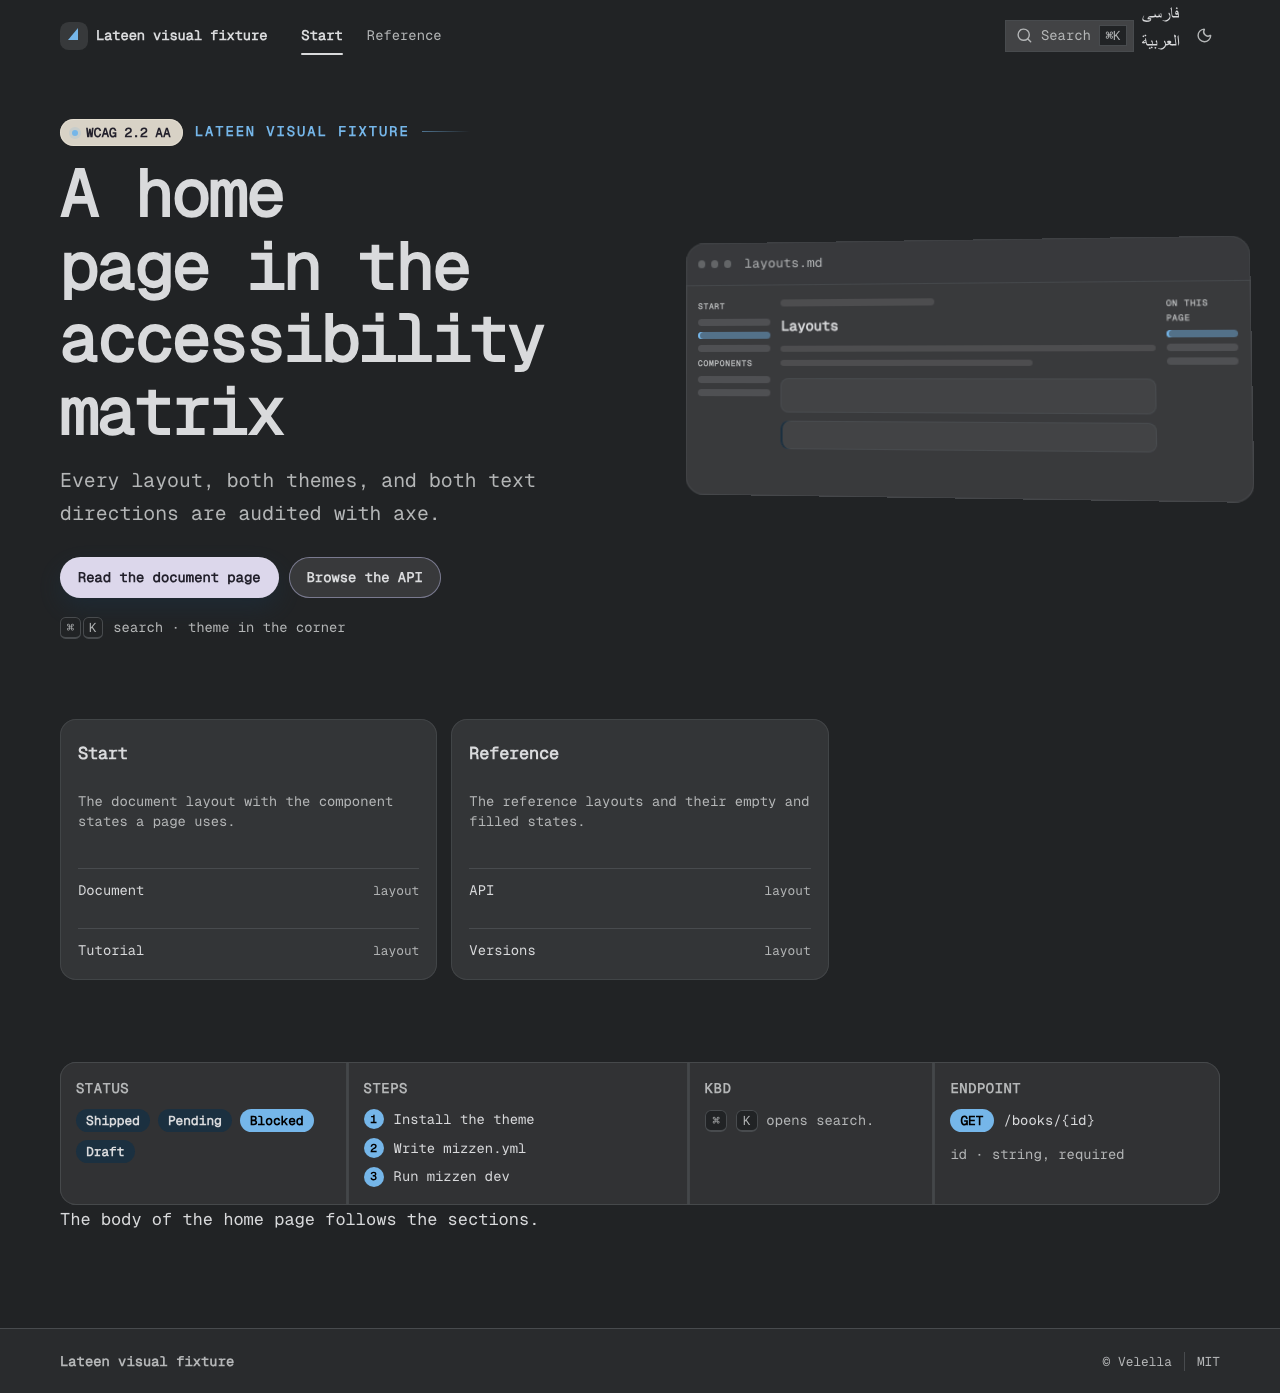 Lateen visual fixture
Start
Reference
Search ⌘K
فارسی
العربية
WCAG 2.2 AA
LATEEN VISUAL FIXTURE
A home
page in the
accessibility
matrix
Every layout, both themes, and both text
directions are audited with axe.
Read the document page
Browse the API
⌘ K search · theme in the corner
layouts.md
START
COMPONENTS
Layouts
ON THIS
PAGE
Start
The document layout with the component
states a page uses.
Document layout
Tutorial layout
Reference
The reference layouts and their empty and
filled states.
API layout
Versions layout
STATUS
Shipped Pending Blocked
Draft
STEPS
1 Install the theme
2 Write mizzen.yml
3 Run mizzen dev
KBD
⌘ K opens search.
ENDPOINT
GET /books/{id}
id · string, required
The body of the home page follows the sections.
Lateen visual fixture
© Velella
MIT